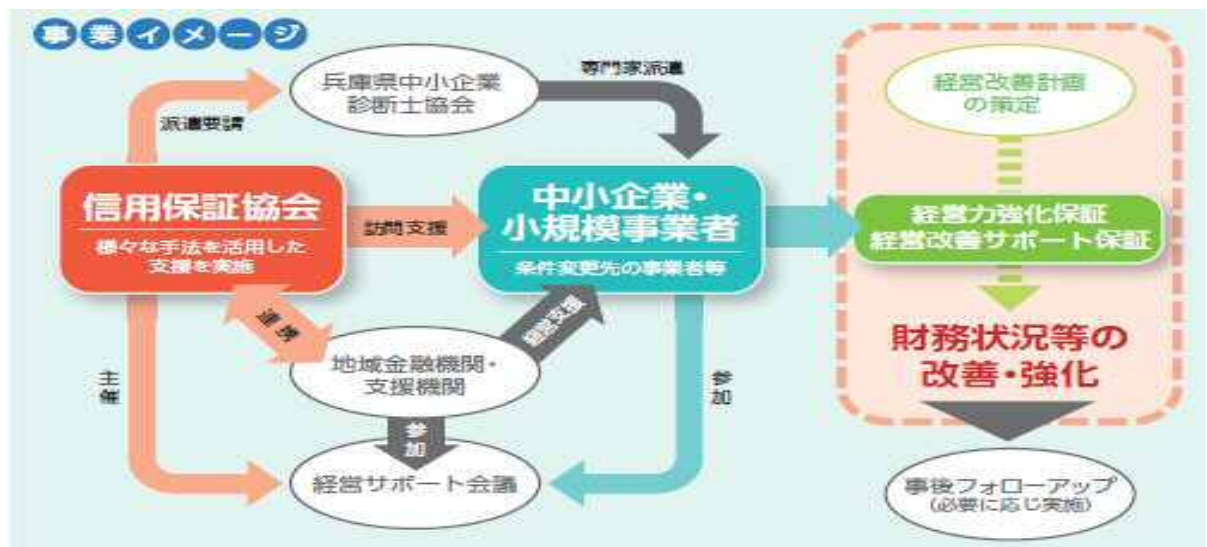 事業イメージ
兵庫県中小企業
診断士協会
専門家派遣
派遣要請
信用保証協会
様々な手法を活用した
支援を実施
訪問支援
中小企業・
小規模事業者
条件変更先の事業者等
連携
経営支援
地域金融機関・
支援機関
主催
参加
参加
経営サポート会議
経営改善計画
の策定
経営力強化保証
経営改善サポート保証
財務状況等の
改善・強化
事後フォローアップ
(必要に応じ実施)